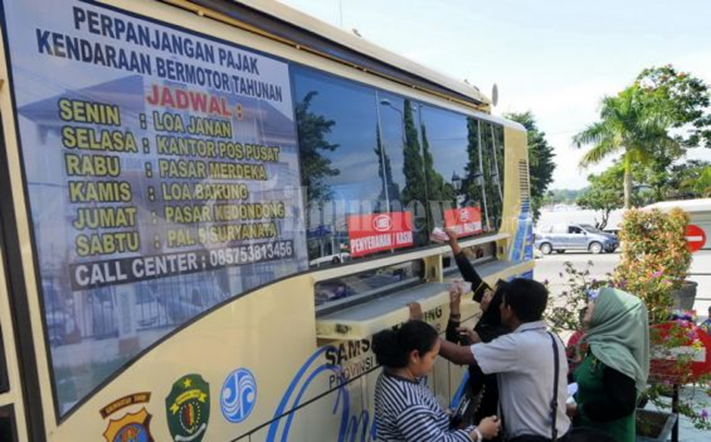 PERPANJANGAN PAJAK
KENDARAAN BERMOTOR TAHUNAN
JADWAL :
SENIN : LOA JANAN
SELASA : KANTOR POS PUSAT
RABU : PASAR MERDEKA
KAMIS : LOA BAKUNG
JUMAT : PASAR KEDONDONG
SABTU : PAL 5 SURYANATA
CALL CENTER : 085753813456
PENYERAHAN / KASIR
tribunnews
PROVINSI